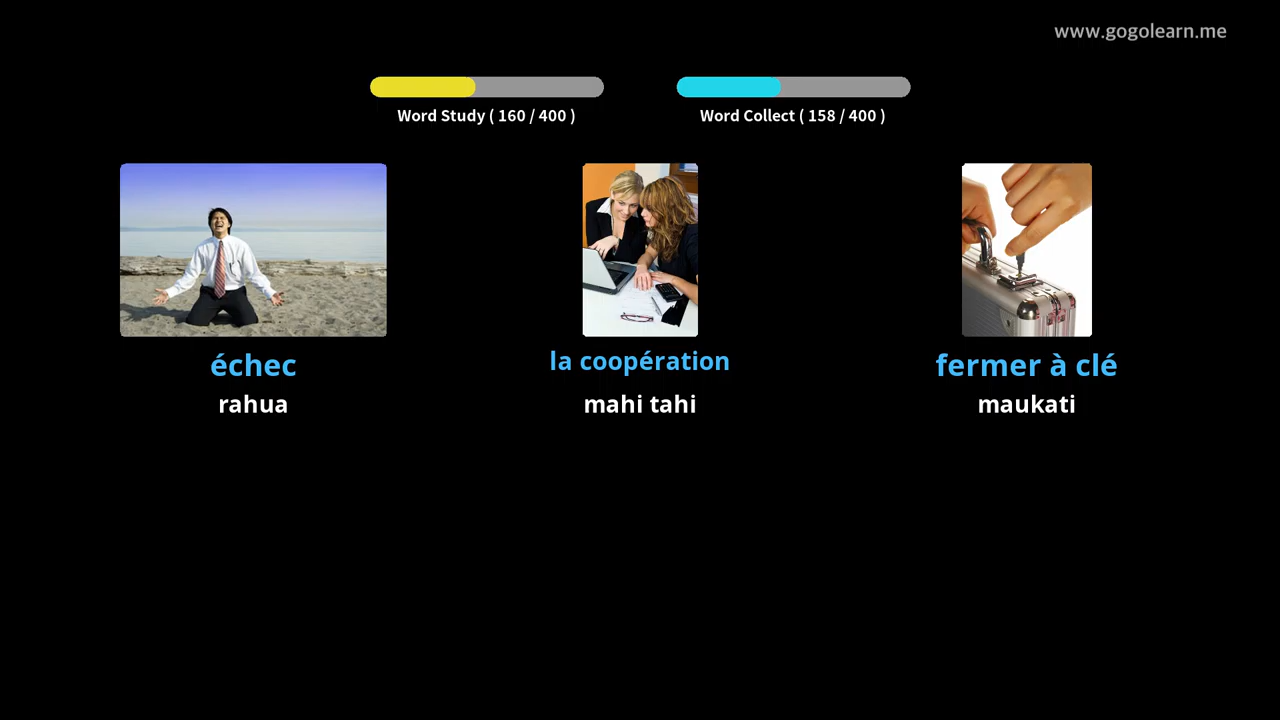 www.gogolearn.me
Word Study ( 160 / 400 )
Word Collect ( 158 / 400 )
échec
la coopération
fermer à clé
rahua
mahi tahi
maukati